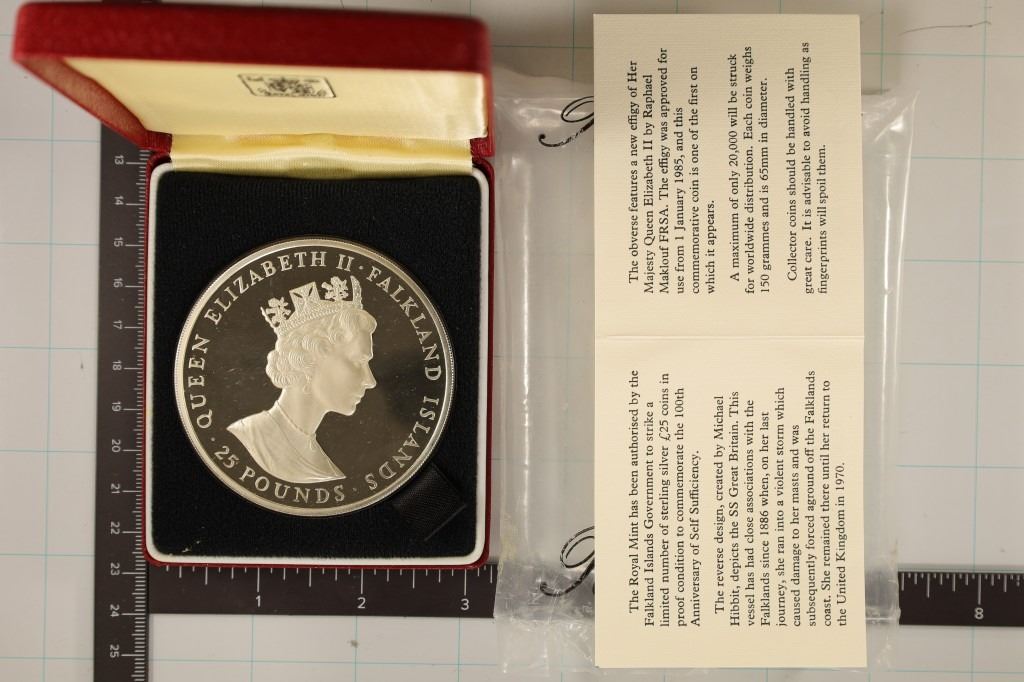 QUEEN ELIZABETH II · FALKLAND ISLANDS
· 25 POUNDS ·
The Royal Mint has been authorised by the
Falkland Islands Government to strike a
limited number of sterling silver £25 coins in
proof condition to commemorate the 100th
Anniversary of Self Sufficiency.
The reverse design, created by Michael
Hibbit, depicts the SS Great Britain. This
vessel has had close associations with the
Falklands since 1886 when, on her last
journey, she ran into a violent storm which
caused damage to her masts and was
subsequently forced aground off the Falklands
coast. She remained there until her return to
the United Kingdom in 1970.
The obverse features a new effigy of Her
Majesty Queen Elizabeth II by Raphael
Maklouf FRSA. The effigy was approved for
use from 1 January 1985, and this
commemorative coin is one of the first on
which it appears.
A maximum of only 20,000 will be struck
for worldwide distribution. Each coin weighs
150 grammes and is 65mm in diameter.
Collector coins should be handled with
great care. It is advisable to avoid handling as
fingerprints will spoil them.
13
14
15
16
17
18
19
20
21
22
23
24
25
1
2
3
8